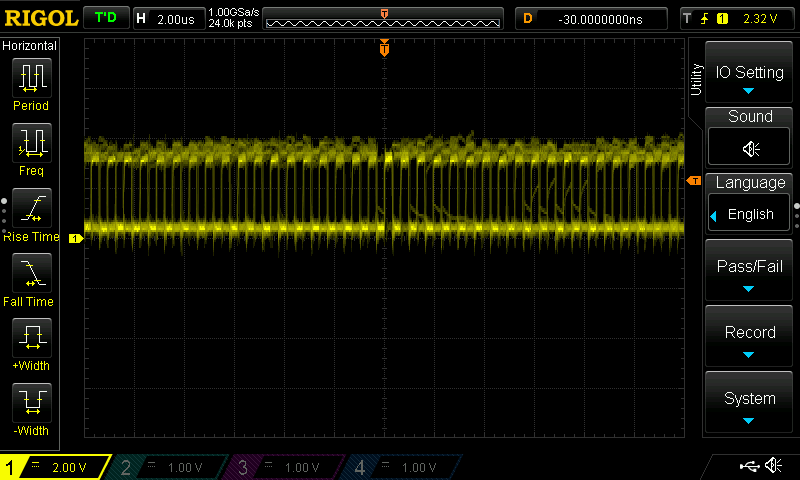 RIGOL T'D H 2.00us 1.00GSa/s 24.0k pts T D -30.0000000ns T 1 2.32 V
Horizontal
Period
Freq
Rise Time
Fall Time
+Width
-Width
T
T
1
Utility
IO Setting
Sound
Language
English
Pass/Fail
Record
System
1 2.00 V 2 1.00 V 3 1.00 V 4 1.00 V